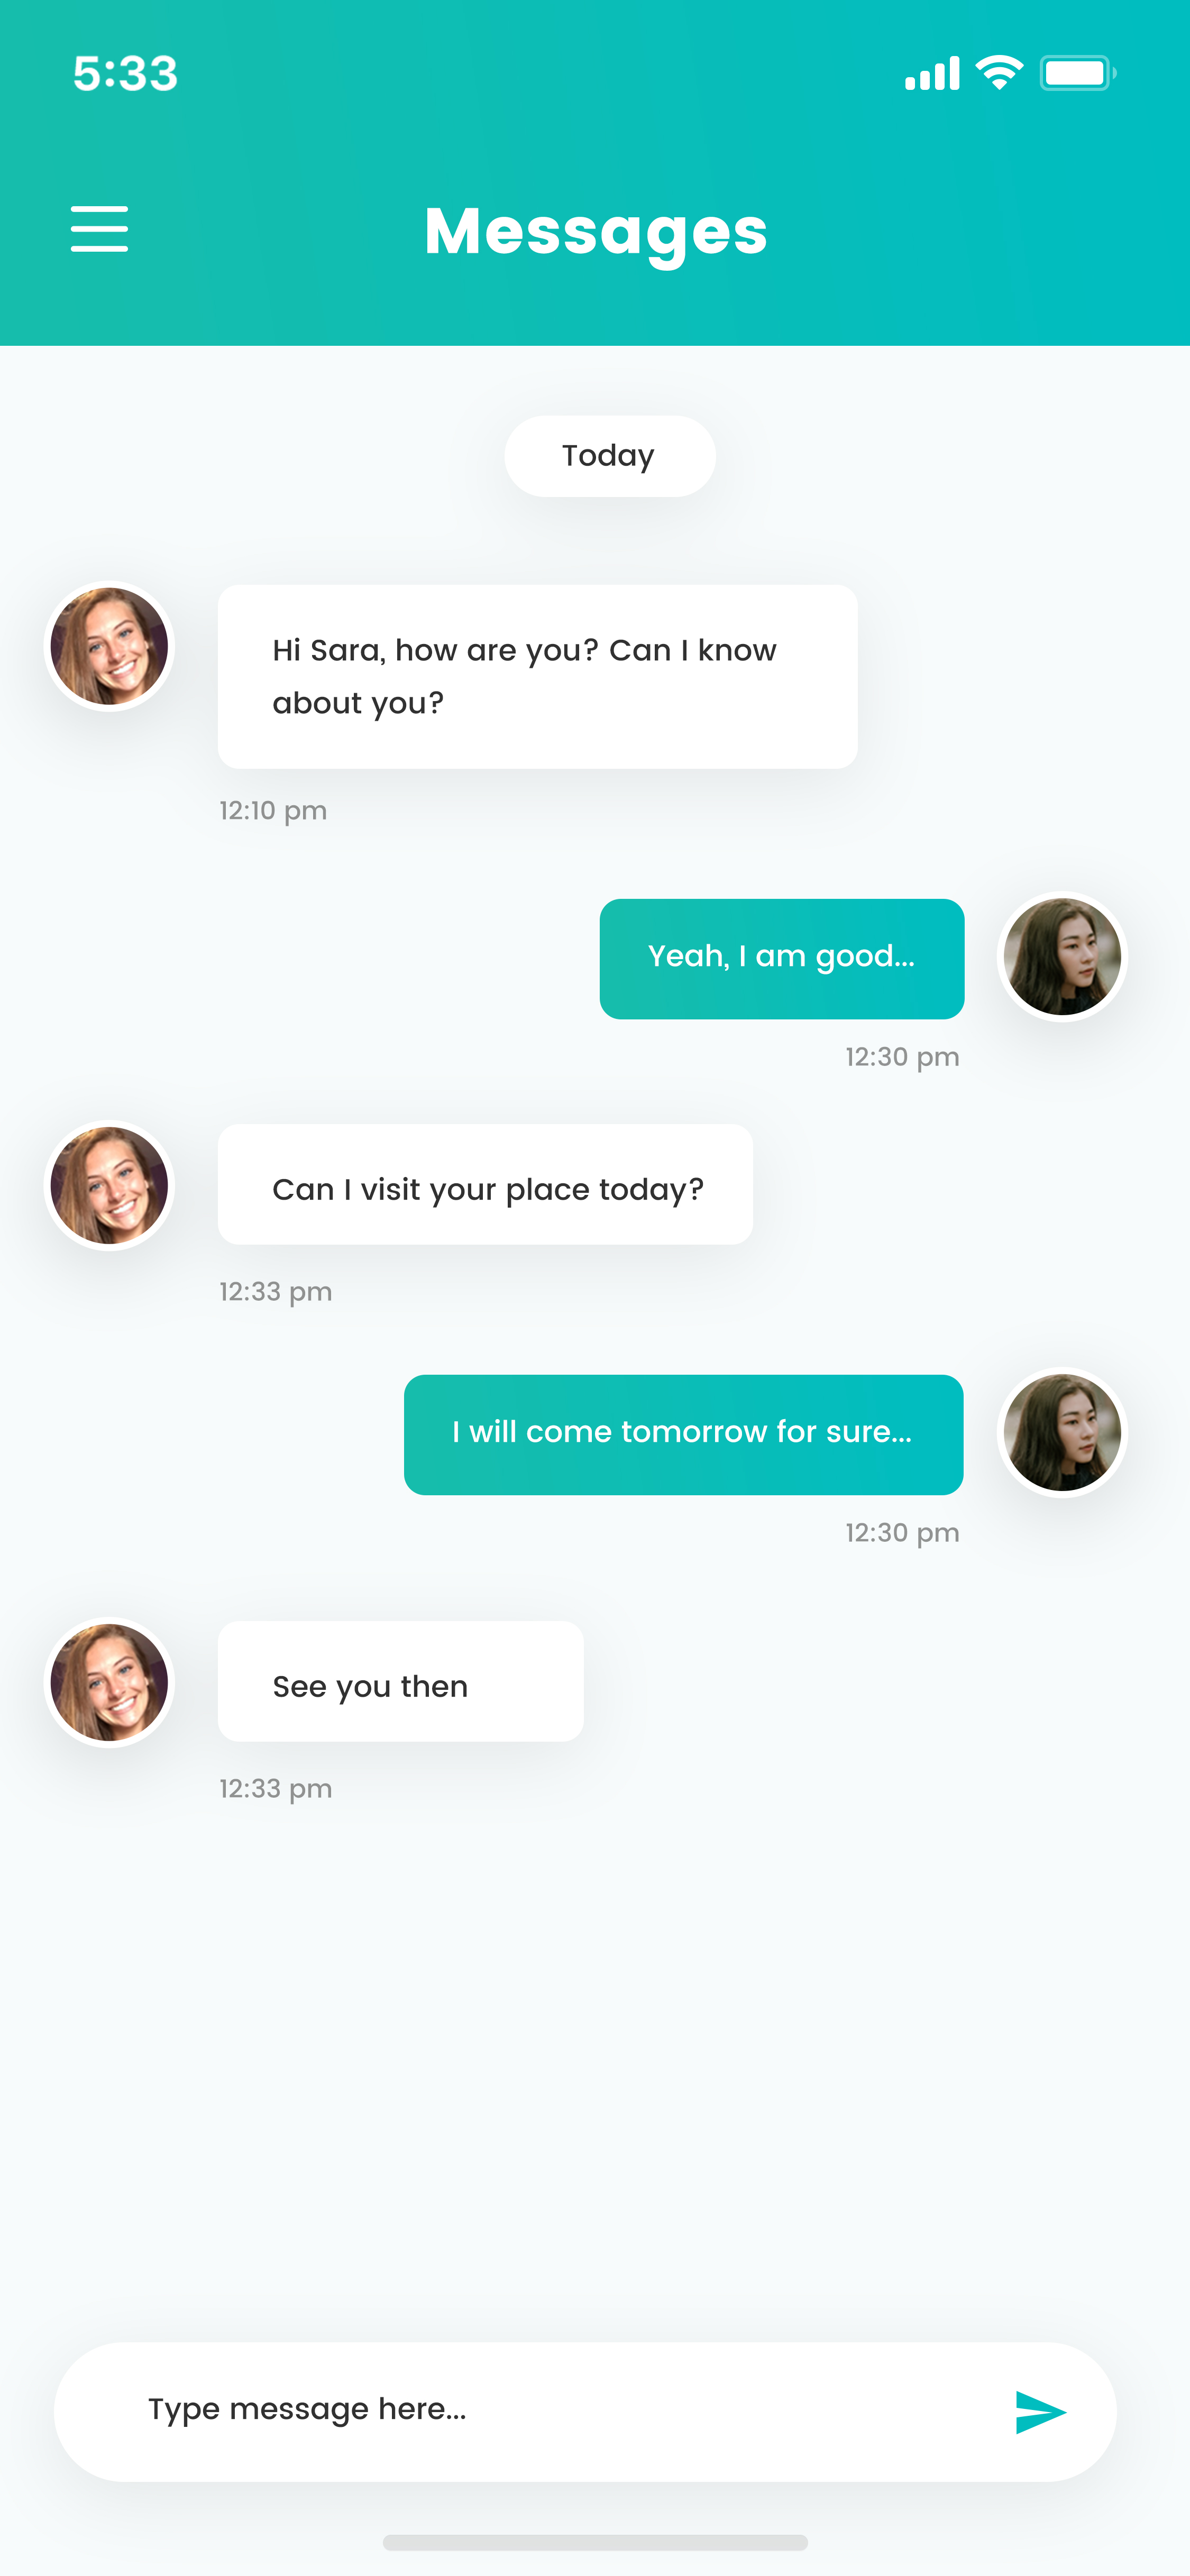 5:33
Messages
Today
Hi Sara, how are you? Can I know
about you?
12:10 pm
Yeah, I am good...
12:30 pm
Can I visit your place today?
12:33 pm
I will come tomorrow for sure...
12:30 pm
See you then
12:33 pm
Type message here...